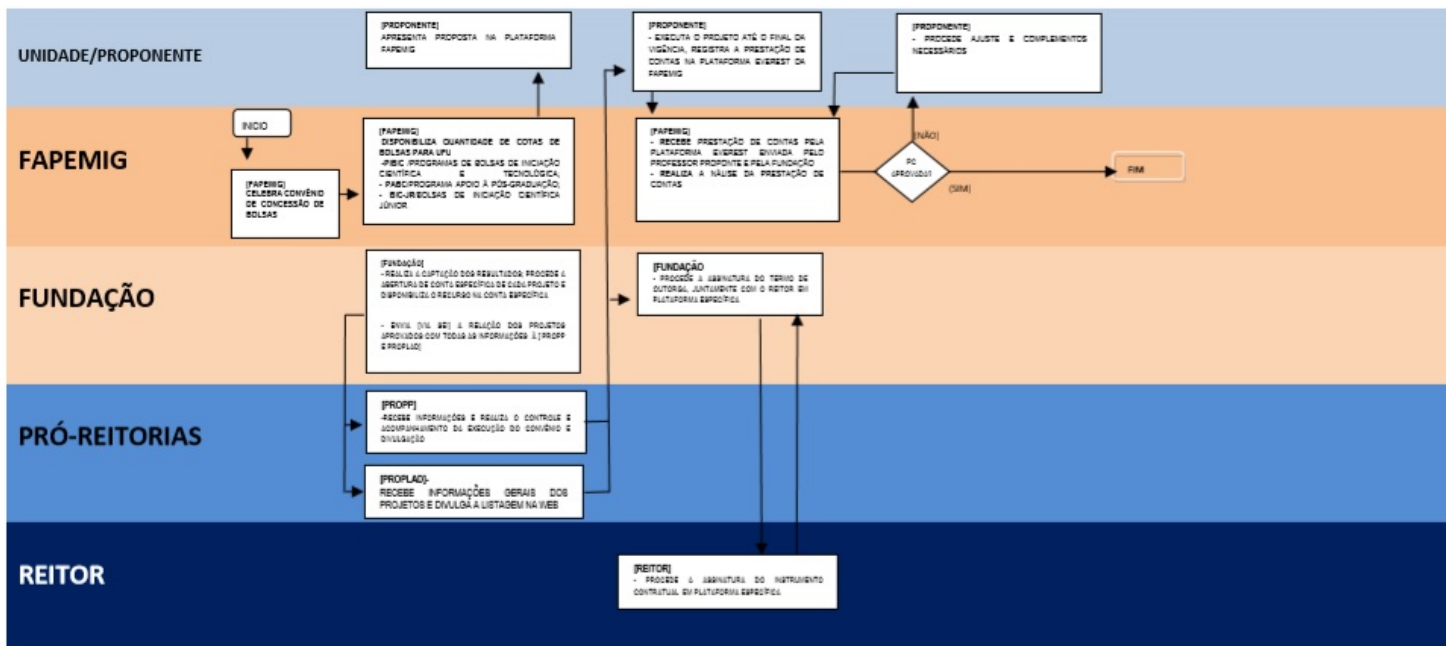 UNIDADE/PROPONENTE
[PROPONENTE]
APRESENTA PROPOSTA NA PLATAFORMA
FAPEMIG
[PROPONENTE]
- EXECUTA O PROJETO ATÉ O FINAL DA
VIGÊNCIA, REGISTRA A PRESTAÇÃO DE
CONTAS NA PLATAFORMA EVEREST DA
FAPEMIG
[PROPONENTE]
- PROCEDE AJUSTE E COMPLEMENTOS
NECESSÁRIOS
FAPEMIG
INICIO
[FAPEMIG]
CELEBRA CONVÊNIO
DE CONCESSÃO DE
BOLSAS
[FAPEMIG]
DISPONIBILIZA QUANTIDADE DE COTAS DE
BOLSAS PARA UFU
-PIBIC /PROGRAMAS DE BOLSAS DE INICIAÇÃO
CIENTÍFICA E TECNOLÓGICA;
- PABC/PROGRAMA APOIO À PÓS-GRADUAÇÃO;
- BIC-JR/BOLSAS DE INICIAÇÃO CIENTÍFICA
JÚNIOR
[FAPEMIG]
- RECEBE PRESTAÇÃO DE CONTAS PELA
PLATAFORMA EVEREST ENVIADA PELO
PROFESSOR PROPONTE E PELA FUNDAÇÃO
- REALIZA A NÁLISE DA PRESTAÇÃO DE
CONTAS
[NÃO]
PC
APROVADA?
(SIM)
FIM
FUNDAÇÃO
[FUNDAÇÃO]
- REALIZA A CAPTAÇÃO DOS RESULTADOS; PROCEDE A
ABERTURA DE CONTA ESPECÍFICA DE CADA PROJETO E
DISPONIBILIZA O RECURSO NA CONTA ESPECÍFICA
- ENVIA [VIA SEI] A RELAÇÃO DOS PROJETOS
APROVADOS COM TODAS AS INFORMAÇÕES À [PROPP
E PROPLAD]
[FUNDAÇÃO
- PROCEDE A ASSINATURA DO TERMO DE
OUTORGA, JUNTAMENTE COM O REITOR EM
PLATAFORMA ESPECÍFICA
PRÓ-REITORIAS
[PROPP]
-RECEBE INFORMAÇÕES E REALIZA O CONTROLE E
ACOMPANHAMENTO DA EXECUÇÃO DO CONVÊNIO E
DIVULGAÇÃO
[PROPLAD]-
RECEBE INFORMAÇÕES GERAIS DOS
PROJETOS E DIVULGA A LISTAGEM NA WEB
REITOR
[REITOR]
- PROCEDE A ASSINATURA DO INSTRUMENTO
CONTRATUAL EM PLATAFORMA ESPECÍFICA